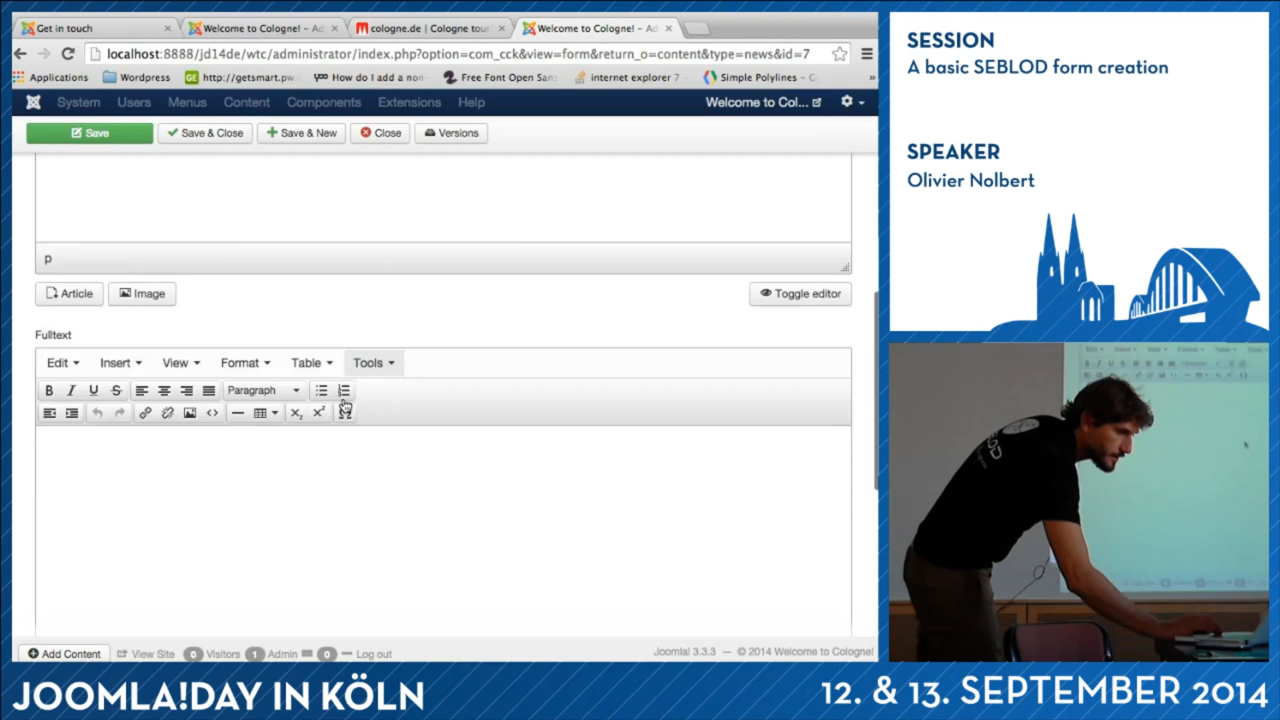 Get in touch
Welcome to Cologne! – Ad
cologne.de | Cologne tour
Welcome to Cologne! – Ad
localhost:8888/jd14de/wtc/administrator/index.php?option=com_cck&view=form&return_o=content&type=news&id=7
Applications
Wordpress
GE http://getsmart.pw
How do I add a non
Free Font Open San
internet explorer 7
Simple Polylines – G
System Users Menus Content Components Extensions Help
Welcome to Col...
Save
Save & Close
Save & New
Close
Versions
p
Article
Image
Toggle editor
Fulltext
Edit Insert View Format Table Tools
B I U S Paragraph
Add Content
View Site
0 Visitors
1 Admin
0
Log out
Joomla! 3.3.3 — © 2014 Welcome to Cologne!
SESSION
A basic SEBLOD form creation
SPEAKER
Olivier Nolbert
JOOMLA!DAY IN KÖLN
12. & 13. SEPTEMBER 2014